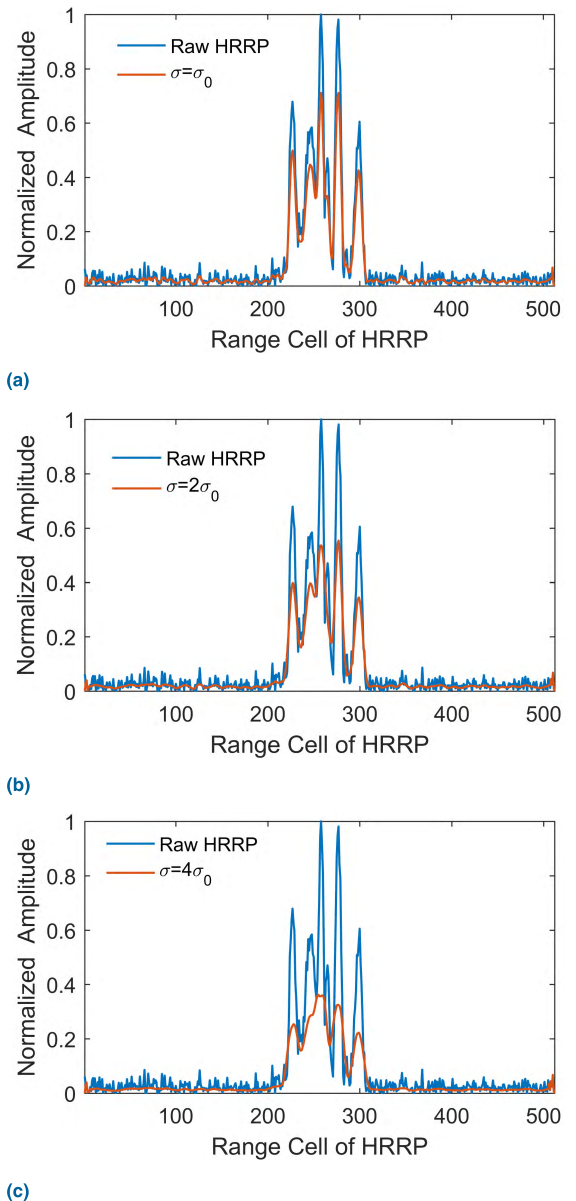 1
0.8
0.6
0.4
0.2
0
Normalized Amplitude
Raw HRRP
σ=σ0
100 200 300 400 500
Range Cell of HRRP
(a)
1
0.8
0.6
0.4
0.2
0
Normalized Amplitude
Raw HRRP
σ=2σ0
100 200 300 400 500
Range Cell of HRRP
(b)
1
0.8
0.6
0.4
0.2
0
Normalized Amplitude
Raw HRRP
σ=4σ0
100 200 300 400 500
Range Cell of HRRP
(c)